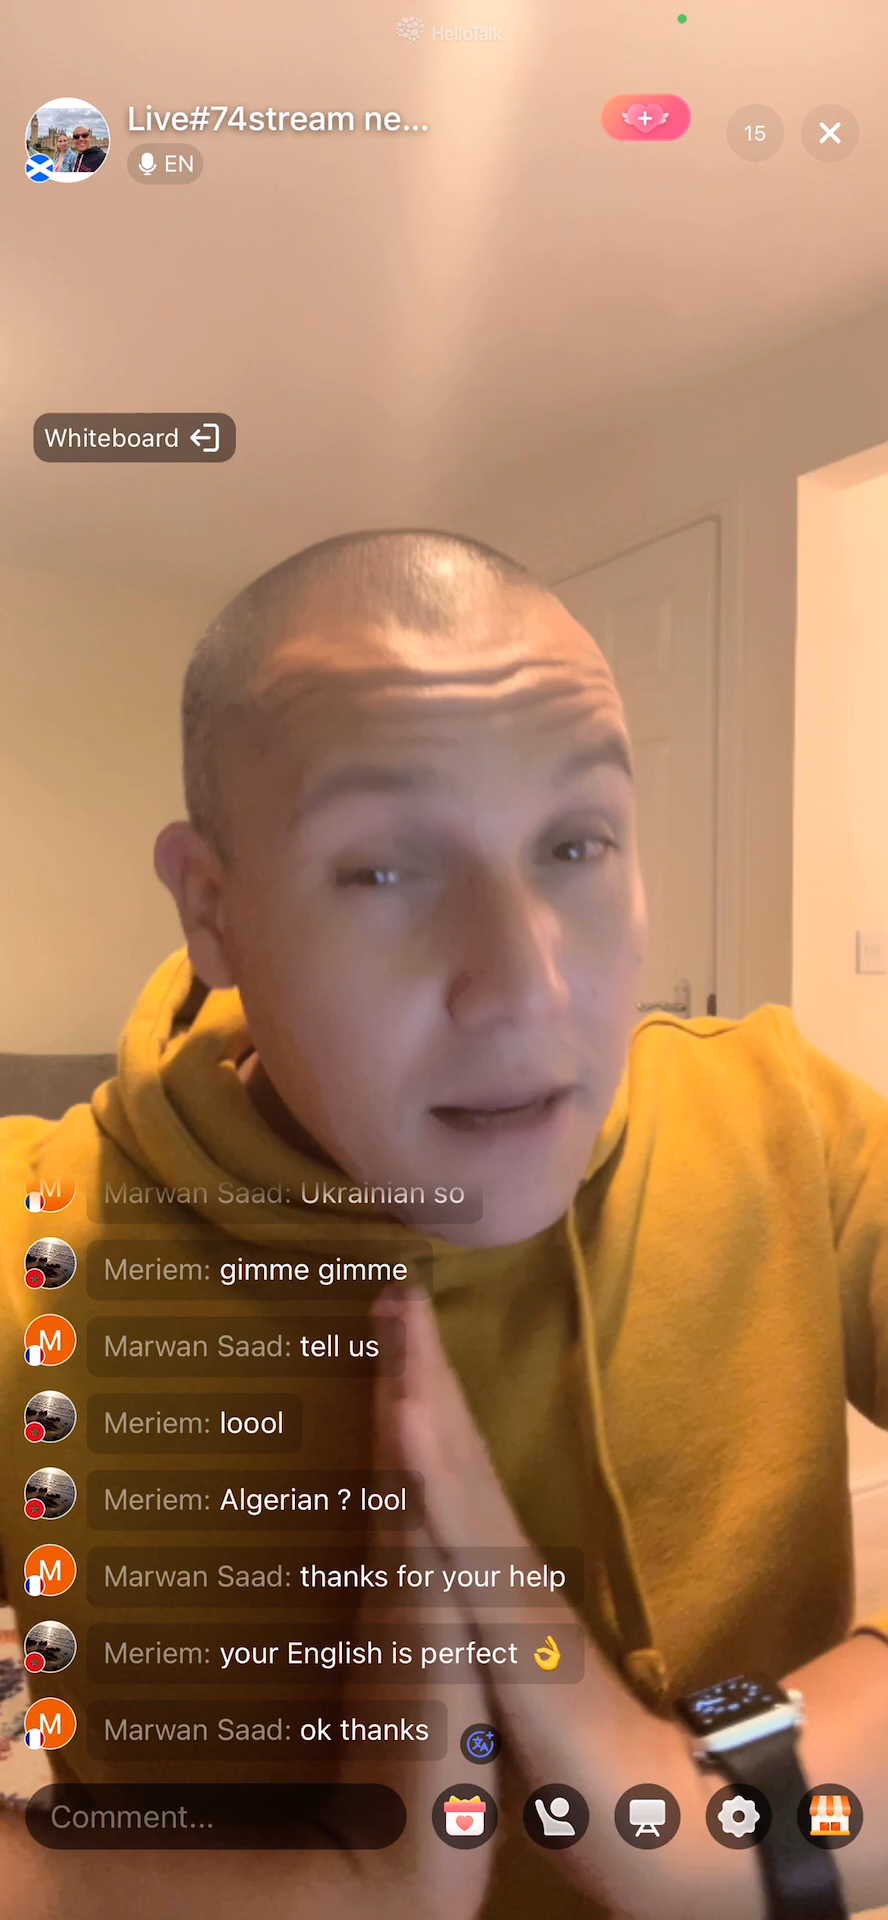 HelloTalk
Live#74stream ne...
EN
15
Whiteboard
Marwan Saad: Ukrainian so
Meriem: gimme gimme
Marwan Saad: tell us
Meriem: loool
Meriem: Algerian ? lool
Marwan Saad: thanks for your help
Meriem: your English is perfect 👌
Marwan Saad: ok thanks
Comment...